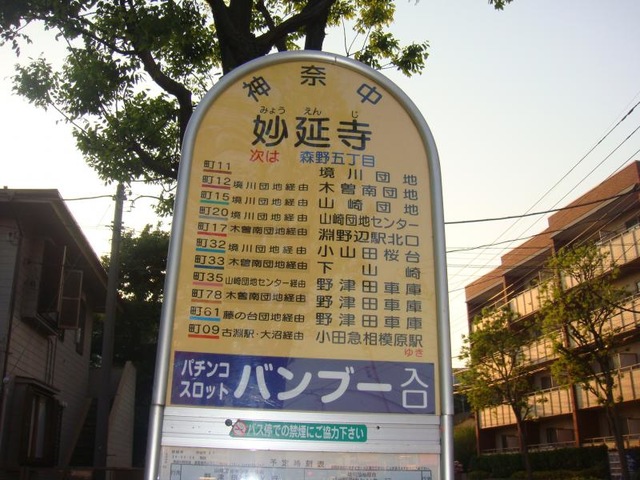 神奈中
みょう えん じ
妙延寺
次は 森野五丁目
町11 境川団地
町12 境川団地経由 木曽南団地
町15 境川団地経由 山崎団地
町20 境川団地経由 山崎団地センター
町17 木曽南団地経由 淵野辺駅北口
町32 境川団地経由 小山田桜台
町33 木曽南団地経由 下山崎
町35 山崎団地センター経由 野津田車庫
町78 木曽南団地経由 野津田車庫
町61 藤の台団地経由 野津田車庫
町09 古淵駅・大沼経由 小田急相模原駅
ゆき
パチンコ
スロット バンブー 入口
バス停での禁煙にご協力下さい
予定時刻表